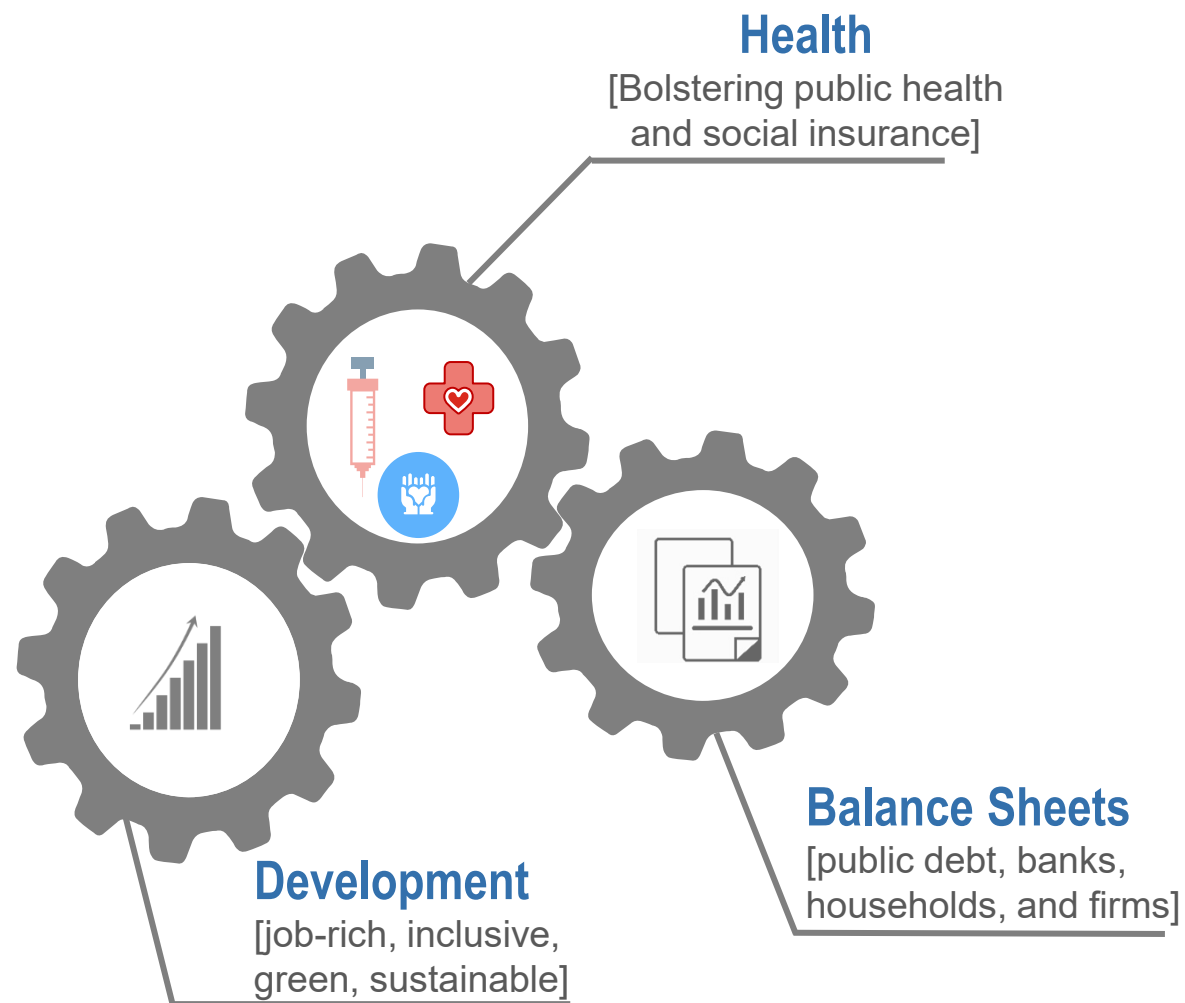 Health
[Bolstering public health
and social insurance]
Balance Sheets
[public debt, banks,
households, and firms]
Development
[job-rich, inclusive,
green, sustainable]